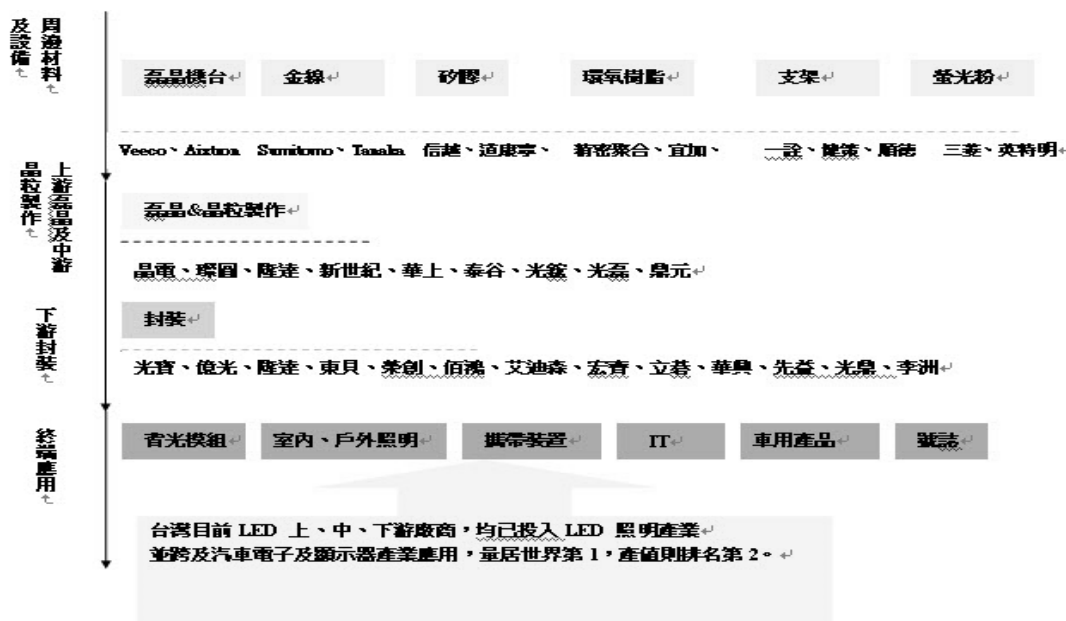 周邊材料
及設備
磊晶機台 金線 矽膠 環氧樹脂 支架 螢光粉
Veeco、Aixtron Sumitomo、Tanaka 信越、道康寧、 精密聚合、宜加、 一詮、健策、順德 三菱、英特明
上游磊晶及中游
晶粒製作
磊晶&晶粒製作
晶電、璨圓、隆達、新世紀、華上、泰谷、光鋐、光磊、鼎元
下游封裝
封裝
光寶、億光、隆達、東貝、榮創、佰鴻、艾迪森、宏齊、立碁、華興、先益、光鼎、李洲
終端應用
背光模組 室內、戶外照明 攜帶裝置 IT 車用產品 號誌
台灣目前 LED 上、中、下游廠商，均已投入 LED 照明產業
並跨及汽車電子及顯示器產業應用，量居世界第 1，產值則排名第 2。